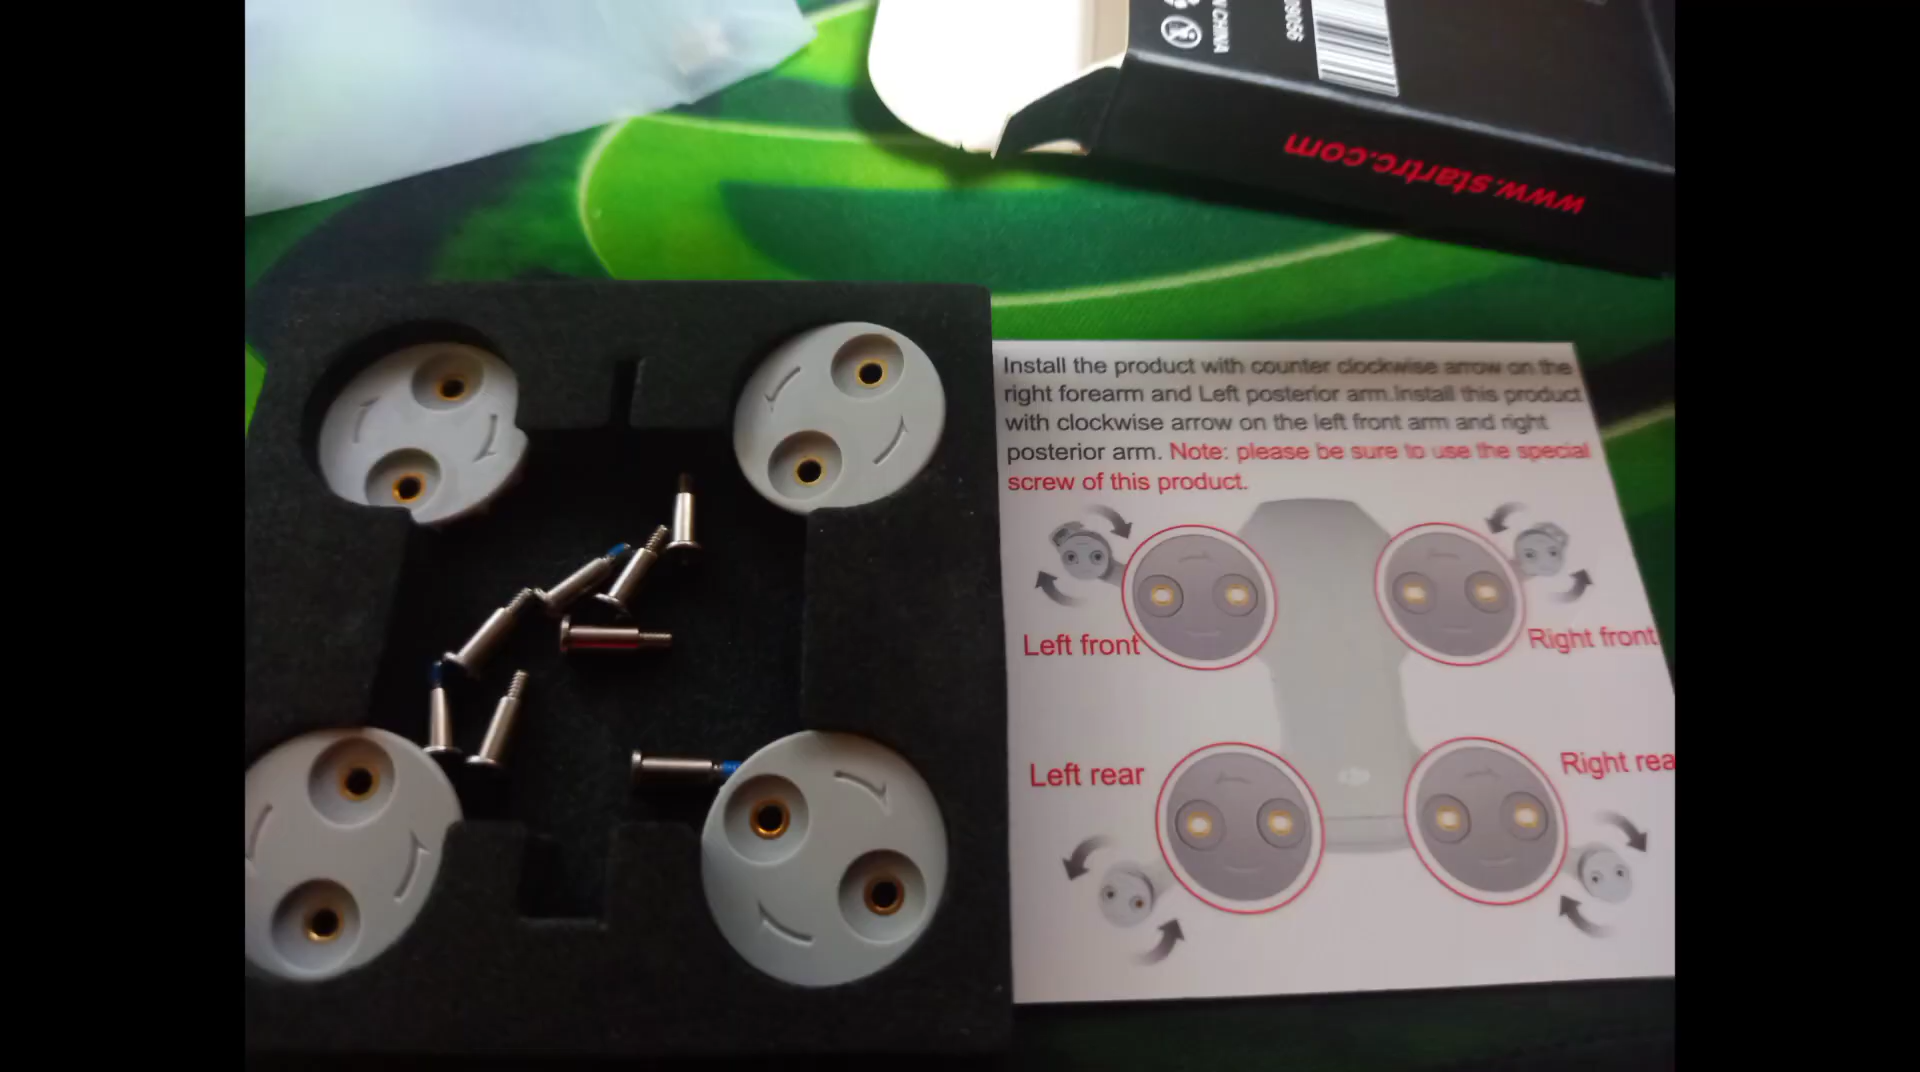 N CHINA
09056
www.startrc.com
Install the product with counter clockwise arrow on the
right forearm and Left posterior arm.Install this product
with clockwise arrow on the left front arm and right
posterior arm. Note: please be sure to use the special
screw of this product.
Left front
Right front
Left rear
Right rea